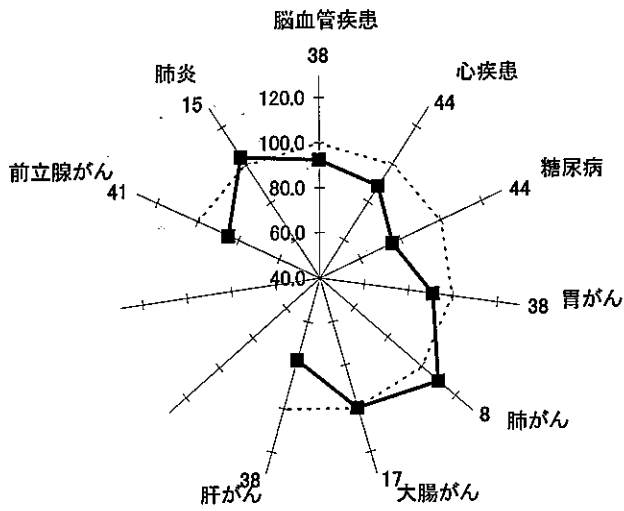 脳血管疾患
38
肺炎
15
心疾患
44
120.0
100.0
80.0
60.0
40.0
前立腺がん
41
糖尿病
44
38
胃がん
8
肺がん
17
大腸がん
38
肝がん